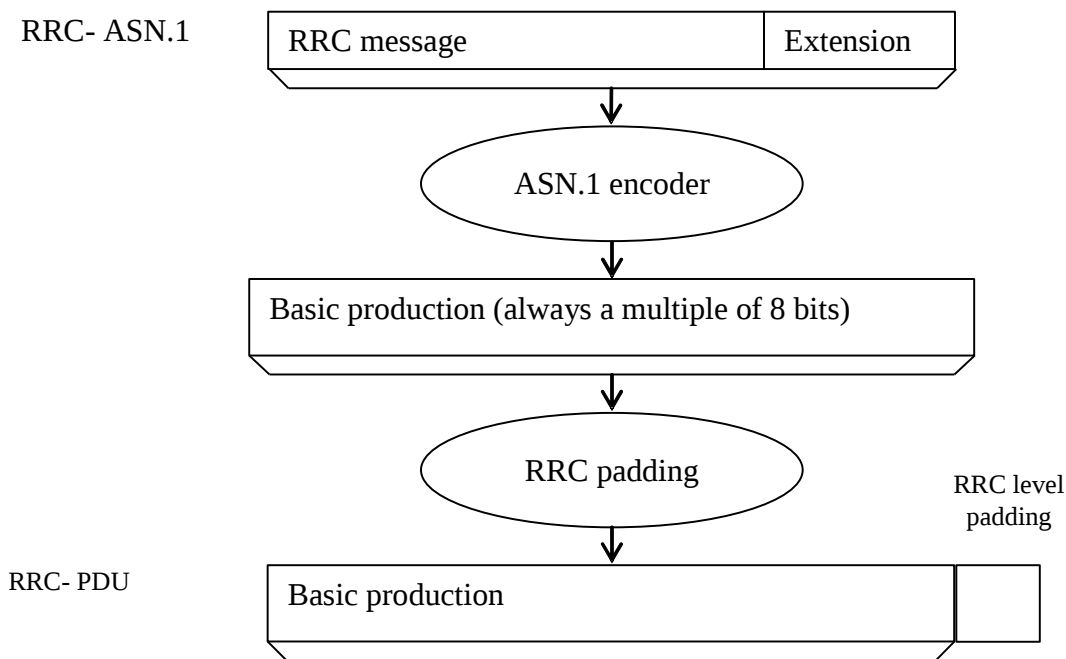 RRC- ASN.1
RRC message
Extension
ASN.1 encoder
Basic production (always a multiple of 8 bits)
RRC padding
RRC level
padding
RRC- PDU
Basic production